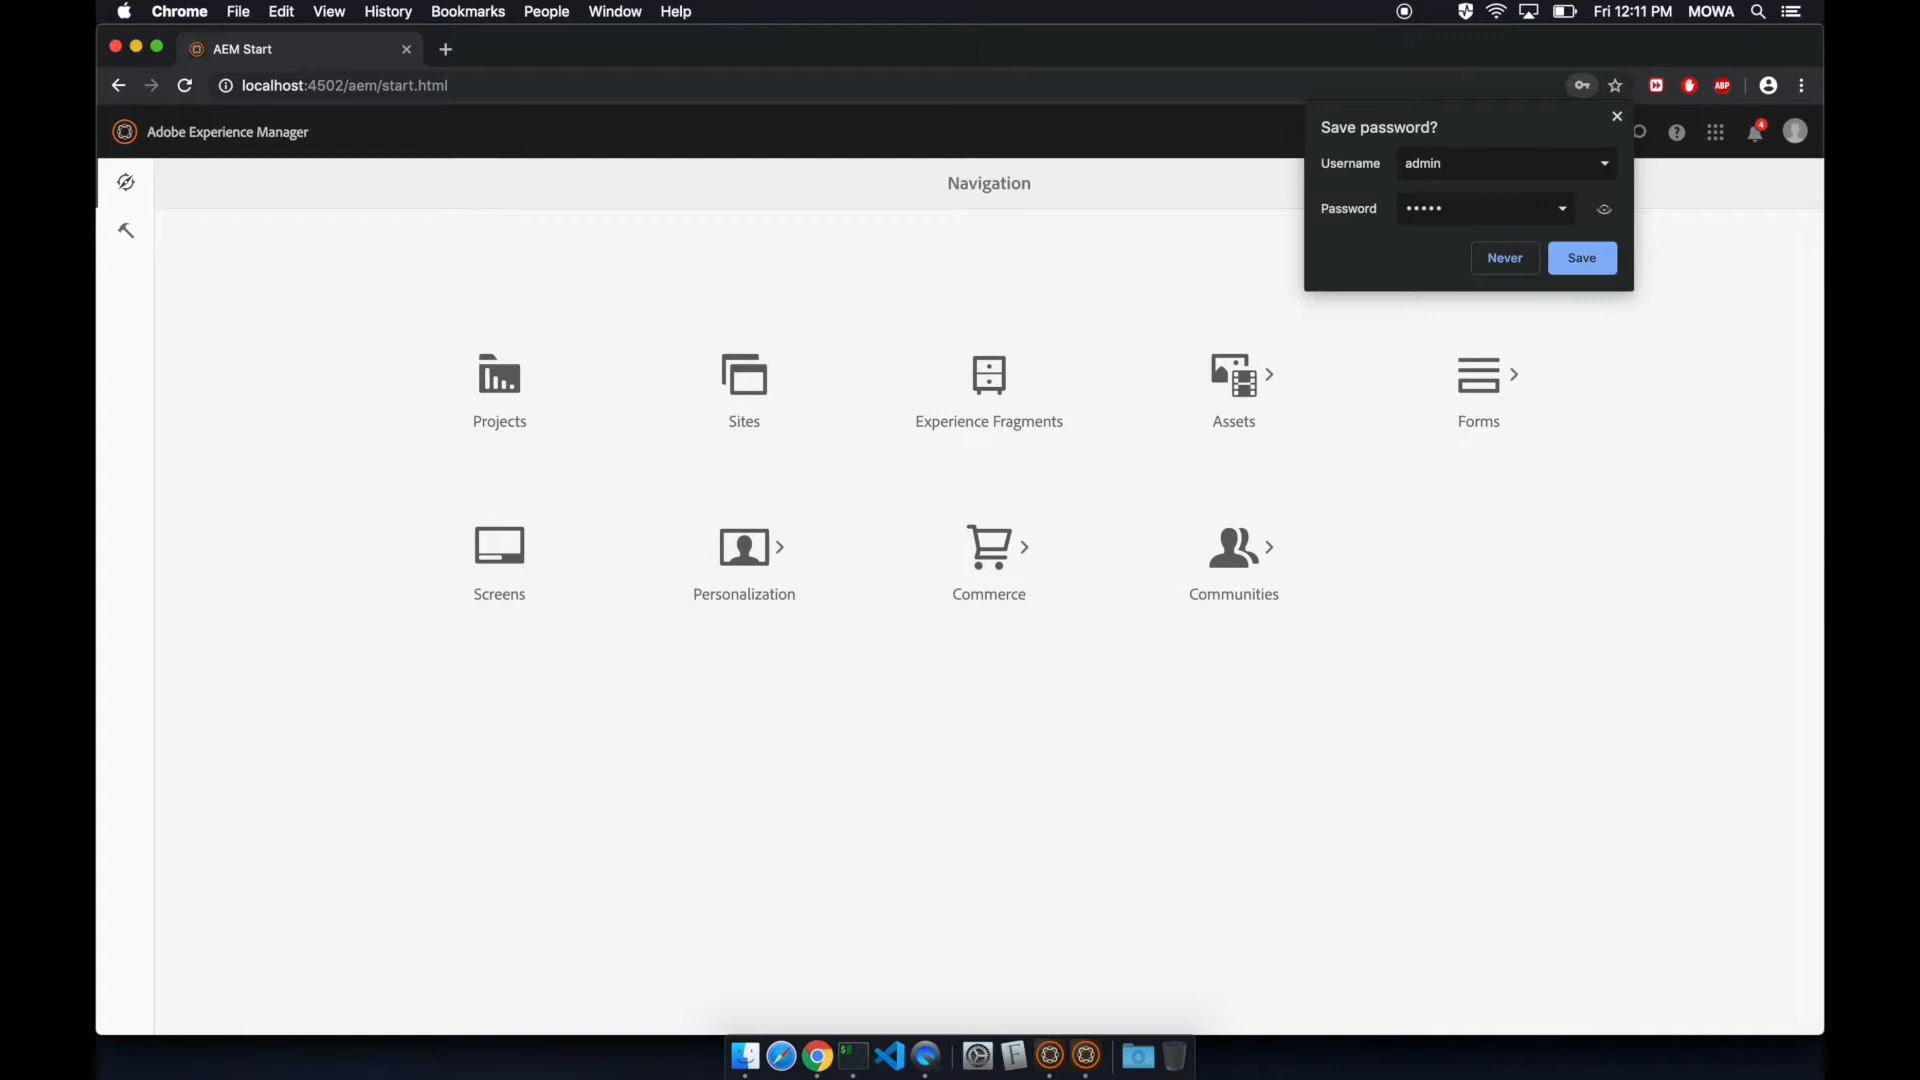 Chrome File Edit View History Bookmarks People Window Help Fri 12:11 PM MOWA
AEM Start
localhost:4502/aem/start.html
ABP
Adobe Experience Manager
4
Save password?
Username admin
Password •••••
Never Save
Navigation
Projects Sites Experience Fragments Assets Forms
Screens Personalization Commerce Communities